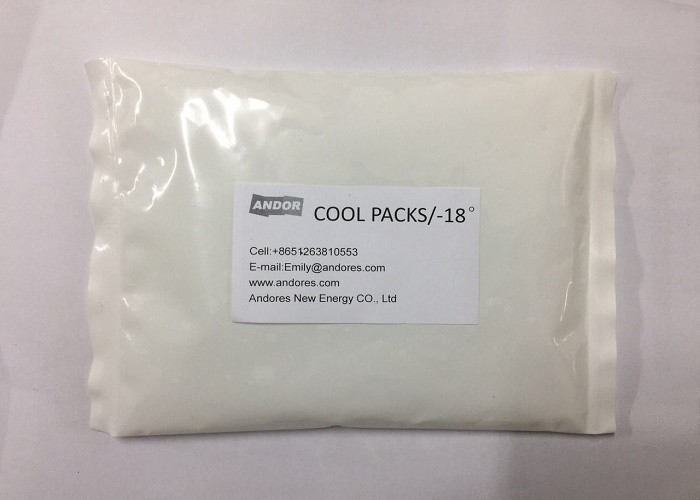 ANDOR COOL PACKS/-18°
Cell:+8651263810553
E-mail:Emily@andores.com
www.andores.com
Andores New Energy CO., Ltd